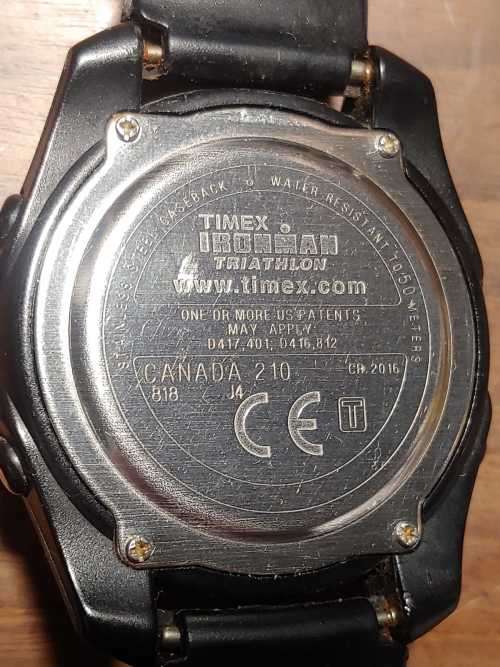 STAINLESS STEEL CASEBACK
WATER RESISTANT TO 50 METERS
TIMEX
IRONMAN
TRIATHLON
www.timex.com
ONE OR MORE US PATENTS
MAY APPLY
D417,401; D416,812
CANADA 210 CR.2016
818 J4
CE T